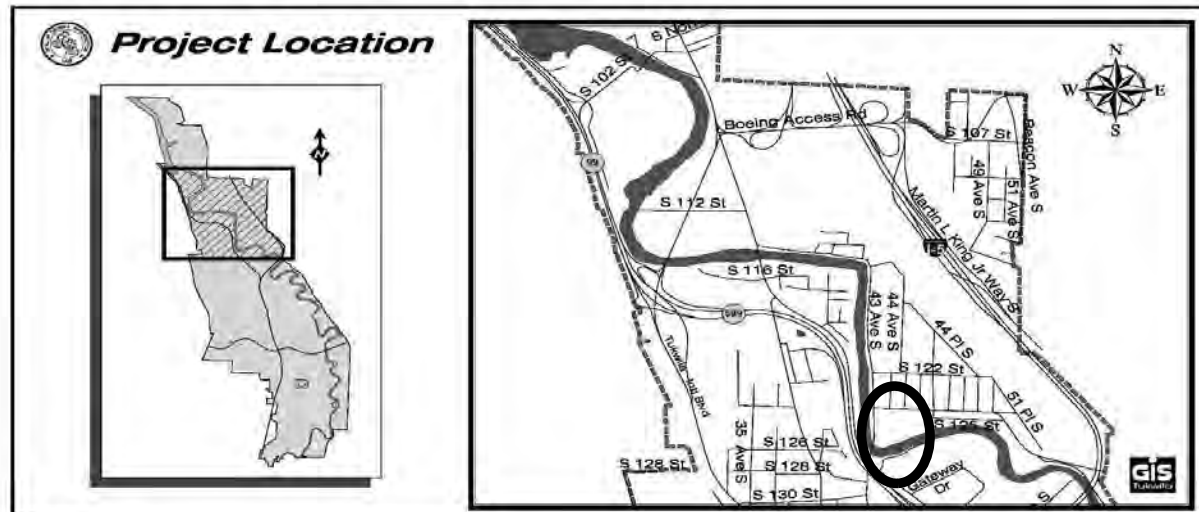 Project Location
N
S Nor
S 102 St
Boeing Access Rd
N
W
E
S
S 107 St
Beacon Ave S
49 Ave S
51 Ave S
99
S 112 St
Martin L King Jr Way S
S 116 St
599
43 Ave S
44 Ave S
44 Pl S
Tukwila Intl Blvd
S 122 St
51 Pl S
S 125 St
35 Ave S
S 126 St
S 128 St
S 128 St
S 130 St
Gateway Dr
S
GIS
Tukwila